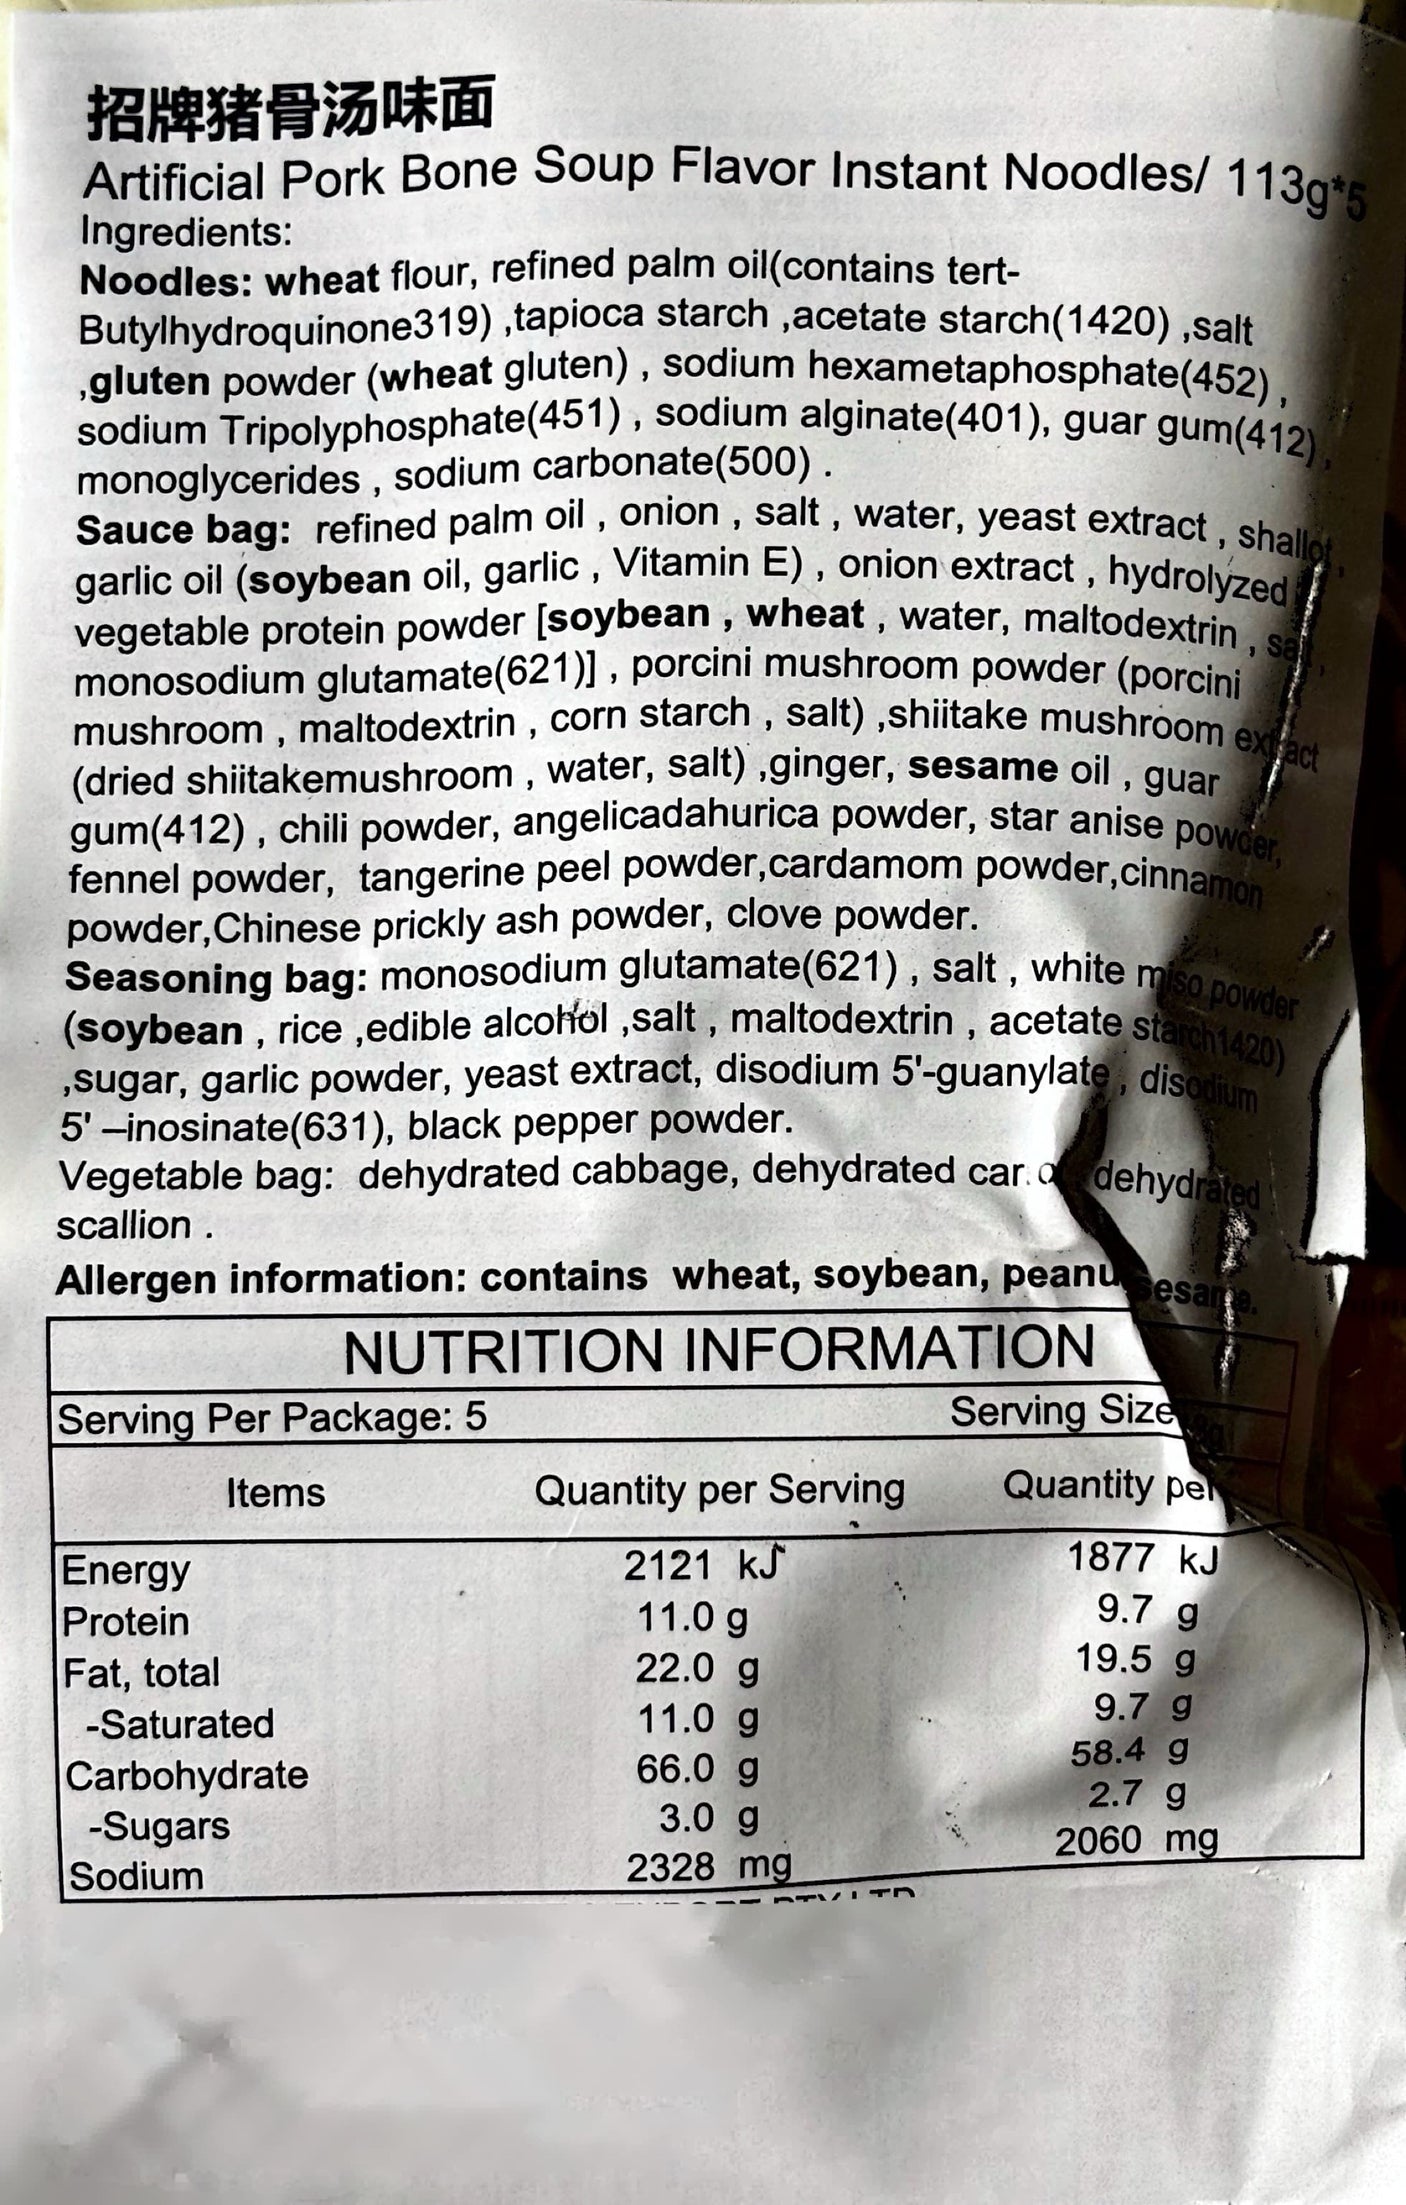 招牌猪骨汤味面
Artificial Pork Bone Soup Flavor Instant Noodles/ 113g*5
Ingredients:
Noodles: wheat flour, refined palm oil(contains tert-
Butylhydroquinone319) ,tapioca starch ,acetate starch(1420) ,salt
,gluten powder (wheat gluten) , sodium hexametaphosphate(452) ,
sodium Tripolyphosphate(451) , sodium alginate(401), guar gum(412) ,
monoglycerides , sodium carbonate(500) .
Sauce bag: refined palm oil , onion , salt , water, yeast extract , shallot,
garlic oil (soybean oil, garlic , Vitamin E) , onion extract , hydrolyzed
vegetable protein powder [soybean , wheat , water, maltodextrin , salt,
monosodium glutamate(621)] , porcini mushroom powder (porcini
mushroom , maltodextrin , corn starch , salt) ,shiitake mushroom extract
(dried shiitakemushroom , water, salt) ,ginger, sesame oil , guar
gum(412) , chili powder, angelicadahurica powder, star anise powder,
fennel powder, tangerine peel powder,cardamom powder,cinnamon
powder,Chinese prickly ash powder, clove powder.
Seasoning bag: monosodium glutamate(621) , salt , white miso powder
(soybean , rice ,edible alcohol ,salt , maltodextrin , acetate starch1420)
,sugar, garlic powder, yeast extract, disodium 5'-guanylate , disodium
5' –inosinate(631), black pepper powder.
Vegetable bag: dehydrated cabbage, dehydrated dehydrated
scallion .
Allergen information: contains wheat, soybean, sesame.
NUTRITION INFORMATION
Serving Per Package: 5 Serving Size
Items Quantity per Serving Quantity per
Energy 2121 kJ 1877 kJ
Protein 11.0 g 9.7 g
Fat, total 22.0 g 19.5 g
-Saturated 11.0 g 9.7 g
Carbohydrate 66.0 g 58.4 g
-Sugars 3.0 g 2.7 g
Sodium 2328 mg 2060 mg
PTY LTD